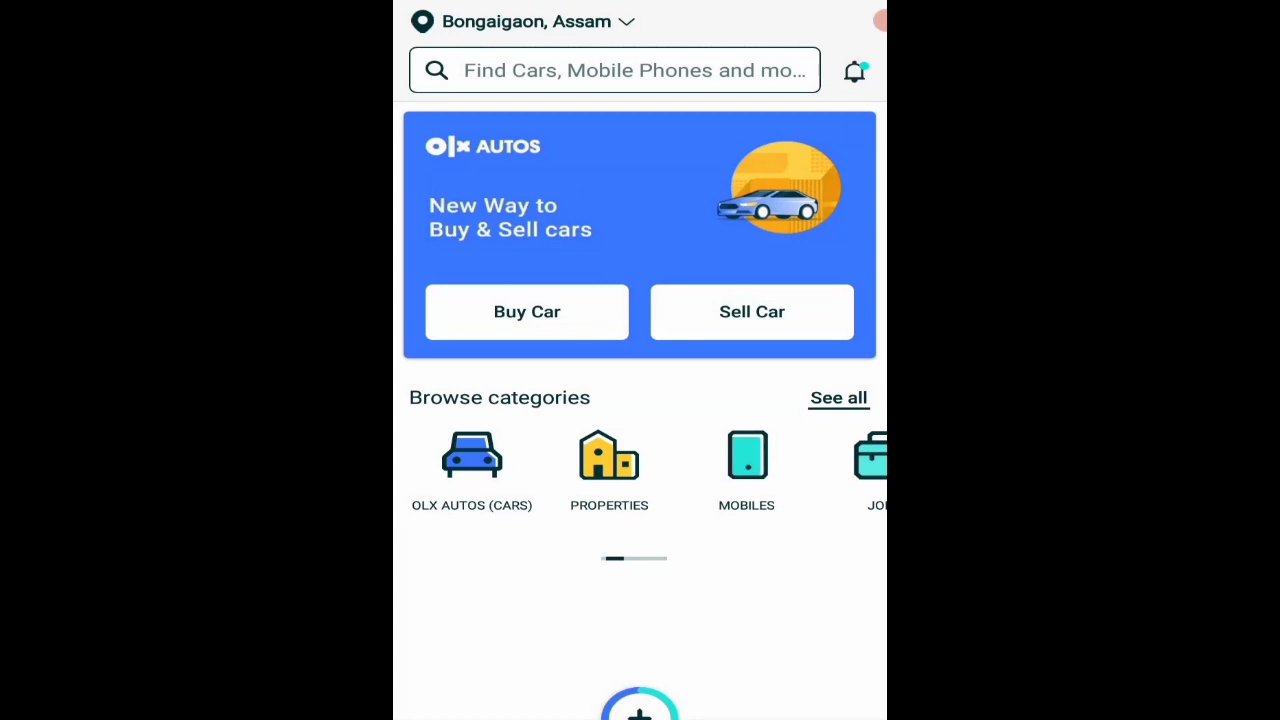 Bongaigaon, Assam
Find Cars, Mobile Phones and mo...
olx AUTOS
New Way to
Buy & Sell cars
Buy Car
Sell Car
Browse categories
See all
OLX AUTOS (CARS)
PROPERTIES
MOBILES